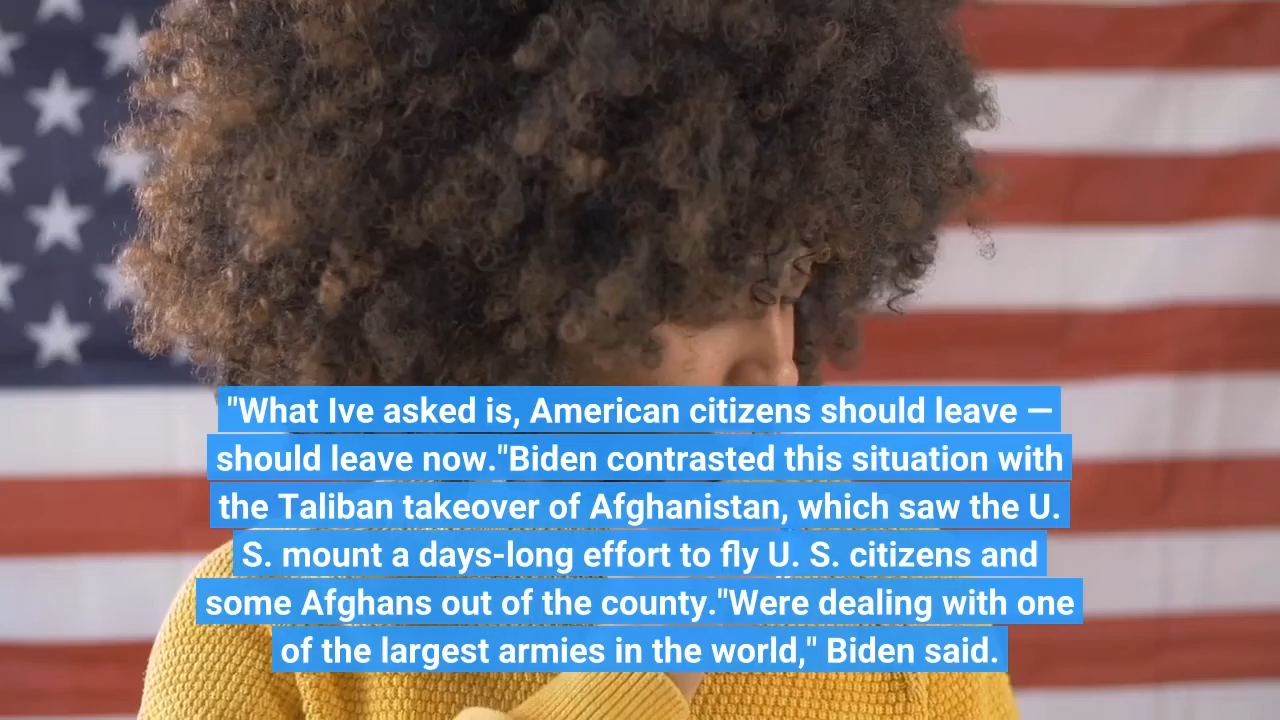 "What Ive asked is, American citizens should leave —
should leave now."Biden contrasted this situation with
the Taliban takeover of Afghanistan, which saw the U.
S. mount a days-long effort to fly U. S. citizens and
some Afghans out of the county."Were dealing with one
of the largest armies in the world," Biden said.